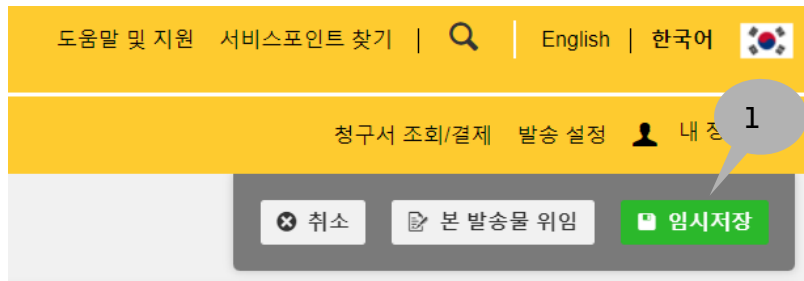 도움말 및 지원 서비스포인트 찾기 | English | 한국어
청구서 조회/결제 발송 설정 내
1
취소 본 발송물 위임 임시저장